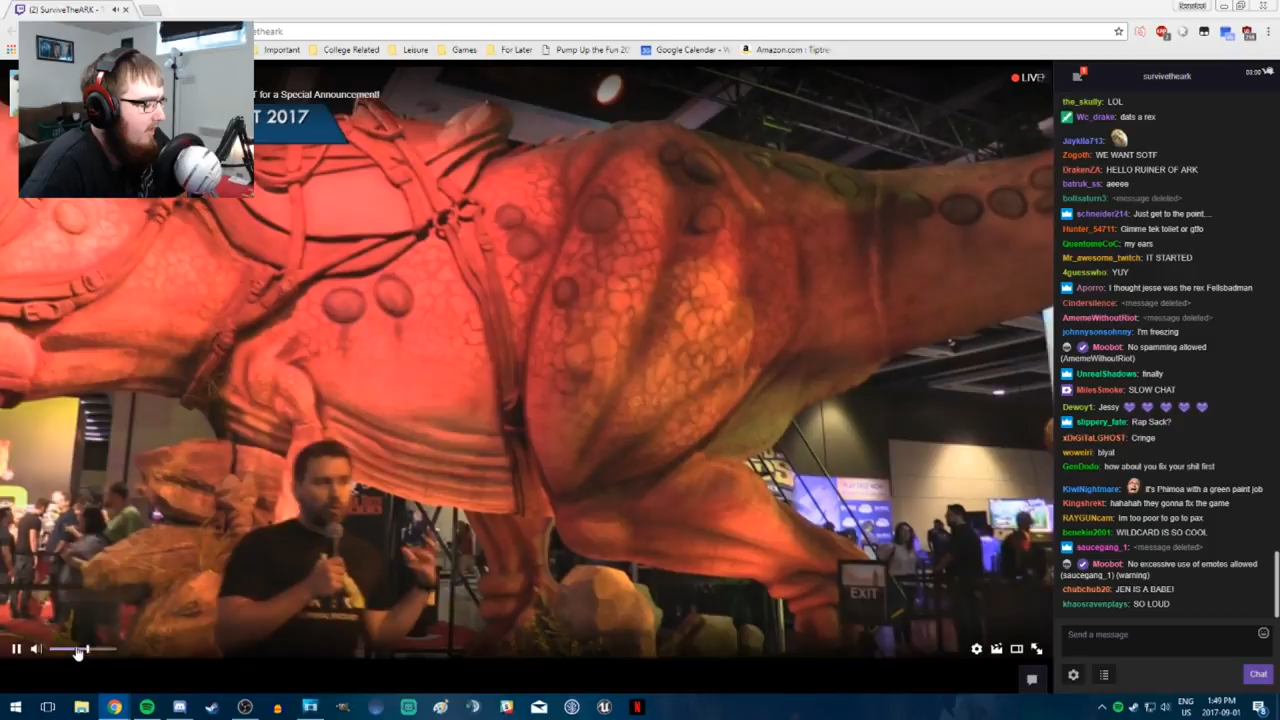 (2) SurviveTheARK - T
etheark
Important
College Related
Leisure
Games
For Later
Pump Up the Fun 20
Google Calendar - W
Amazon.com : Tiptre
T for a Special Announcement!
T 2017
LIVE
survivetheark
the_skully: LOL
Wc_drake: dats a rex
Jaykila713:
Zogoth: WE WANT SOTF
DrakenZA: HELLO RUINER OF ARK
batruk_ss: aeeee
boltsaturn3: <message deleted>
schneider214: Just get to the point....
Hunter_54711: Gimme tek toilet or gtfo
QuentomeCoC: my ears
Mr_awesome_twitch: IT STARTED
4guesswho: YUY
Aporro: I thought jesse was the rex Fellsbadman
Cindersilence: <message deleted>
AmemeWithoutRiot: <message deleted>
johnnysonsohnny: I'm freezing
Moobot: No spamming allowed
(AmemeWithoutRiot)
UnrealShadows: finally
MilesSmoke: SLOW CHAT
Dewoy1: Jessy
slippery_fate: Rap Sack?
xDiGiTaLGHOST: Cringe
woweiri: blyat
GenDodo: how about you fix your shit first
KiwiNightmare: it's Phimoa with a green paint job
Kingshrekt: hahahah they gonna fix the game
RAYGUNcam: Im too poor to go to pax
benekin2001: WILDCARD IS SO COOL
saucegang_1: <message deleted>
Moobot: No excessive use of emotes allowed
(saucegang_1) (warning)
chubchub20: JEN IS A BABE!
khaosravenplays: SO LOUD
EXIT
Send a message
Chat
ENG
US
1:49 PM
2017-09-01